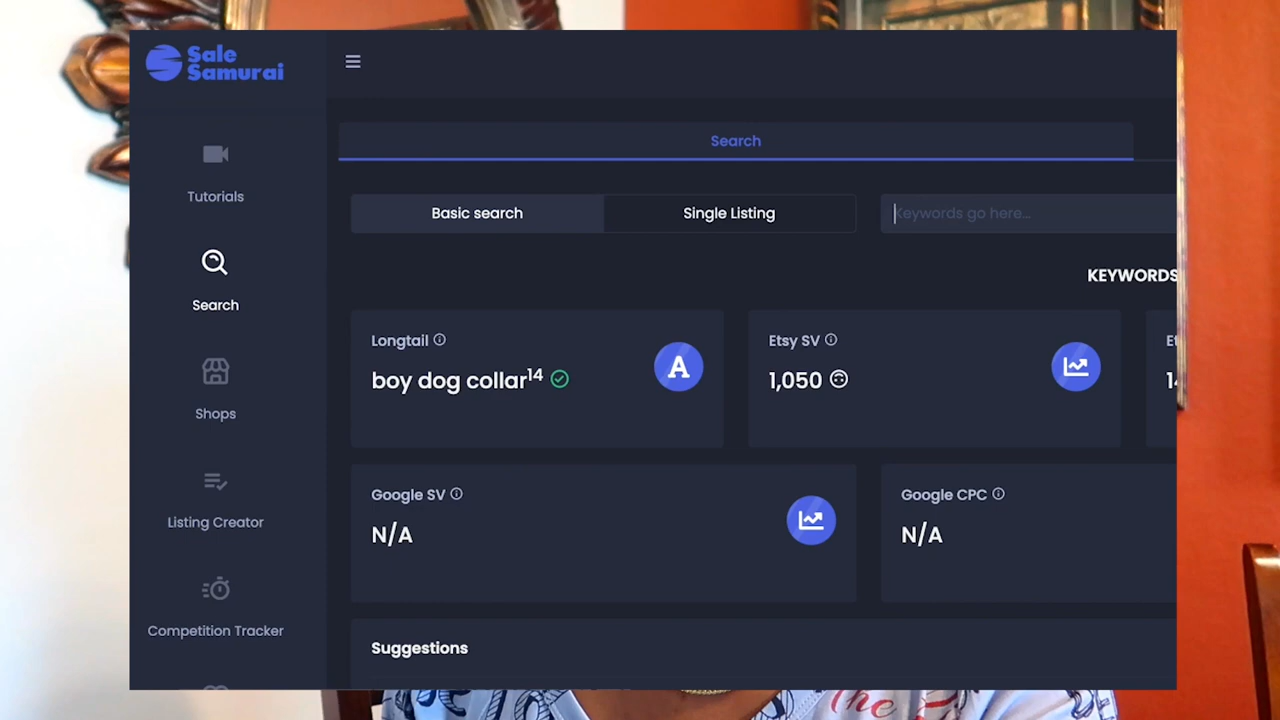 Sale
Samurai
Search
Basic search
Single Listing
Keywords go here...
Tutorials
KEYWORDS
Search
Longtail
boy dog collar14
A
Etsy SV
1,050
Shops
Google SV
N/A
Google CPC
N/A
Listing Creator
Competition Tracker
Suggestions
the